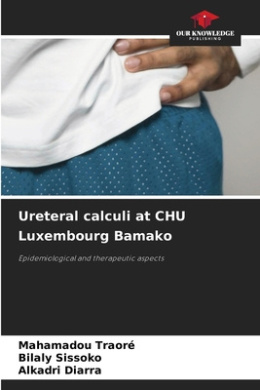 OUR KNOWLEDGE
PUBLISHING
Ureteral calculi at CHU
Luxembourg Bamako
Epidemiological and therapeutic aspects
Mahamadou Traoré
Bilaly Sissoko
Alkadri Diarra